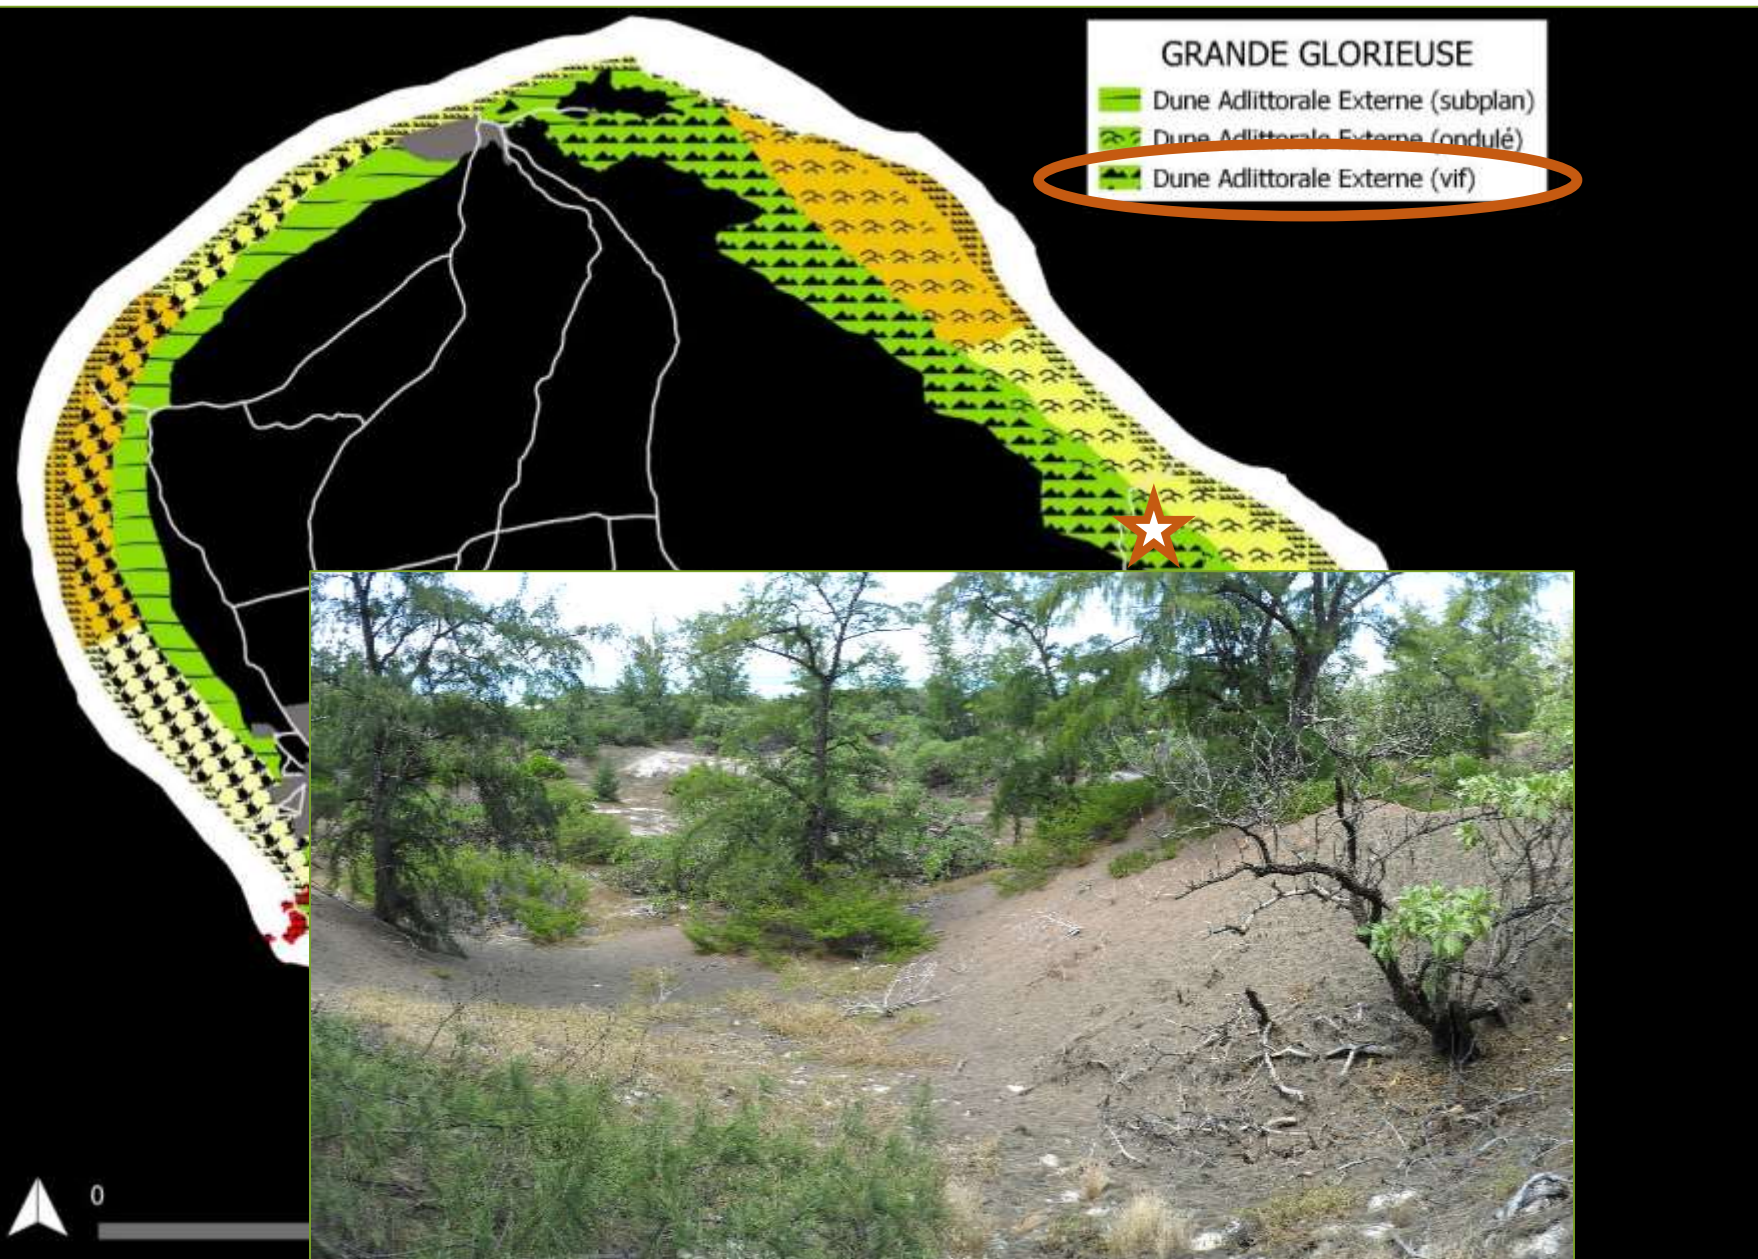 GRANDE GLORIEUSE
Dune Adlittorale Externe (subplan)
Dune Adlittorale Externe (ondulé)
Dune Adlittorale Externe (vif)
0